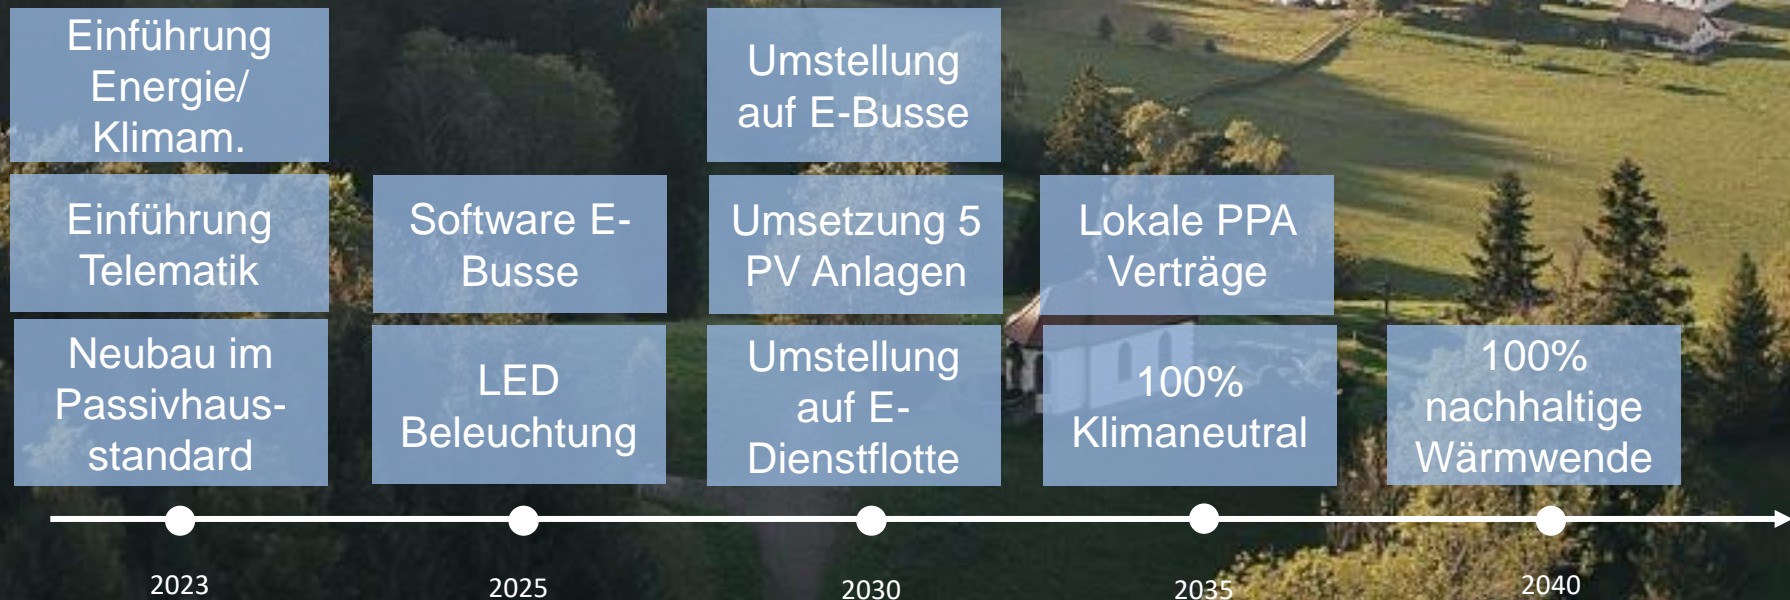 Einführung
Energie/
Klimam.
Umstellung
auf E-Busse
Einführung
Telematik
Software E-
Busse
Umsetzung 5
PV Anlagen
Lokale PPA
Verträge
Neubau im
Passivhaus-
standard
LED
Beleuchtung
Umstellung
auf E-
Dienstflotte
100%
Klimaneutral
100%
nachhaltige
Wärmwende
2023
2025
2030
2035
2040